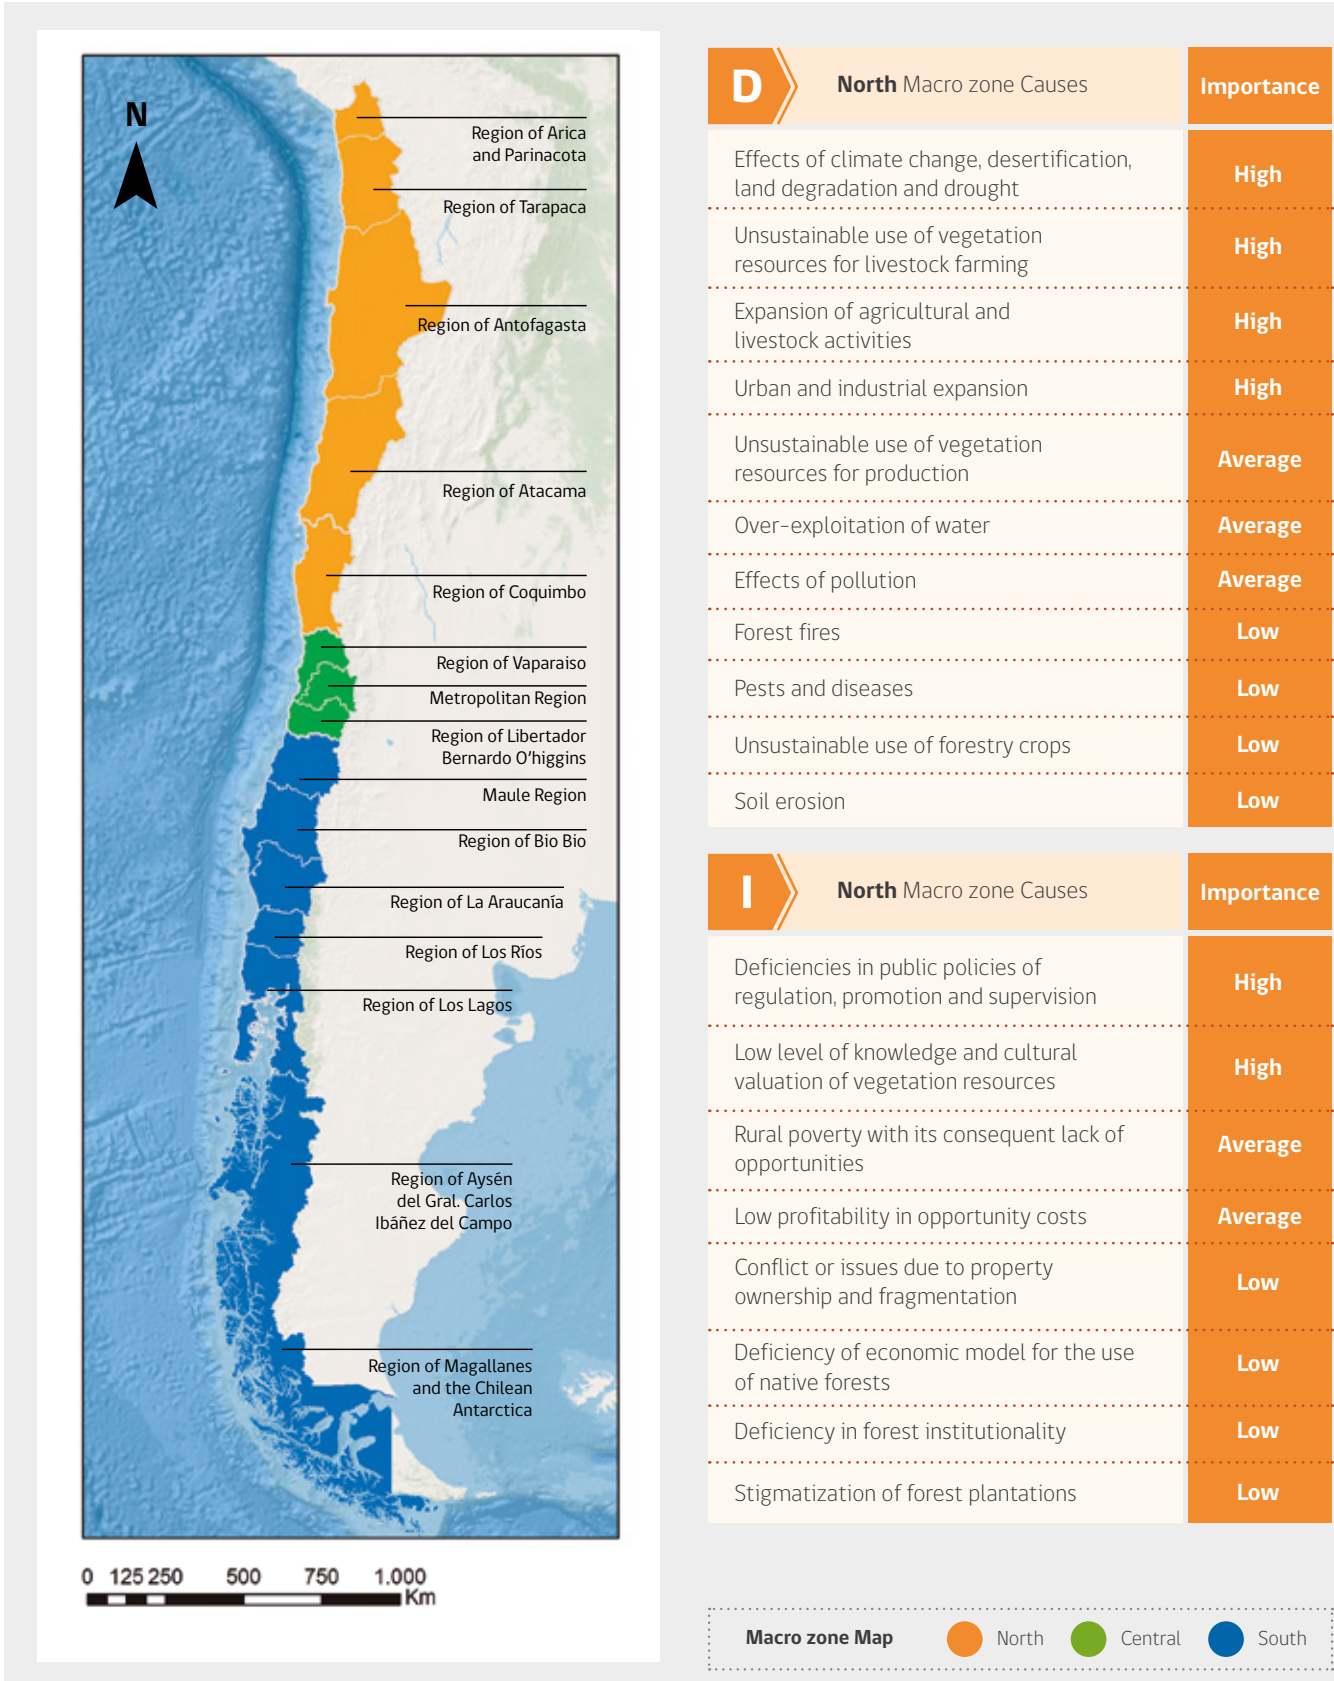 N
Region of Arica
and Parinacota
Region of Tarapaca
Region of Antofagasta
Region of Atacama
Region of Coquimbo
Region of Vaparaiso
Metropolitan Region
Region of Libertador
Bernardo O'higgins
Maule Region
Region of Bio Bio
Region of La Araucanía
Region of Los Ríos
Region of Los Lagos
Region of Aysén
del Gral. Carlos
Ibáñez del Campo
Region of Magallanes
and the Chilean
Antarctica
0 125 250 500 750 1.000
Km
D North Macro zone Causes Importance
Effects of climate change, desertification,
land degradation and drought
High
Unsustainable use of vegetation
resources for livestock farming
High
Expansion of agricultural and
livestock activities
High
Urban and industrial expansion High
Unsustainable use of vegetation
resources for production
Average
Over-exploitation of water Average
Effects of pollution Average
Forest fires Low
Pests and diseases Low
Unsustainable use of forestry crops Low
Soil erosion Low
I North Macro zone Causes Importance
Deficiencies in public policies of
regulation, promotion and supervision
High
Low level of knowledge and cultural
valuation of vegetation resources
High
Rural poverty with its consequent lack of
opportunities
Average
Low profitability in opportunity costs Average
Conflict or issues due to property
ownership and fragmentation
Low
Deficiency of economic model for the use
of native forests
Low
Deficiency in forest institutionality Low
Stigmatization of forest plantations Low
Macro zone Map North Central South